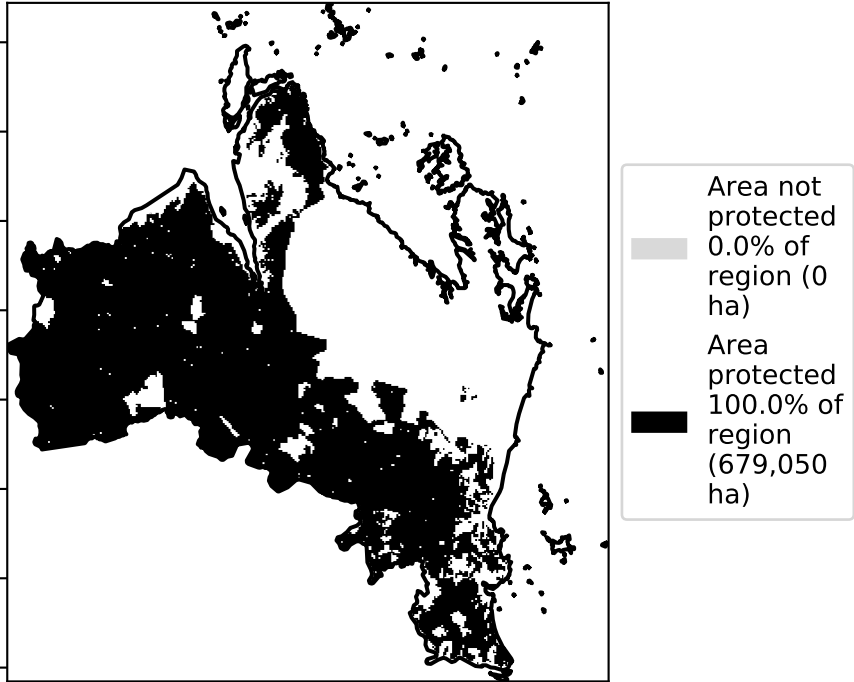 Area not
protected
0.0% of
region (0
ha)
Area
protected
100.0% of
region
(679,050
ha)